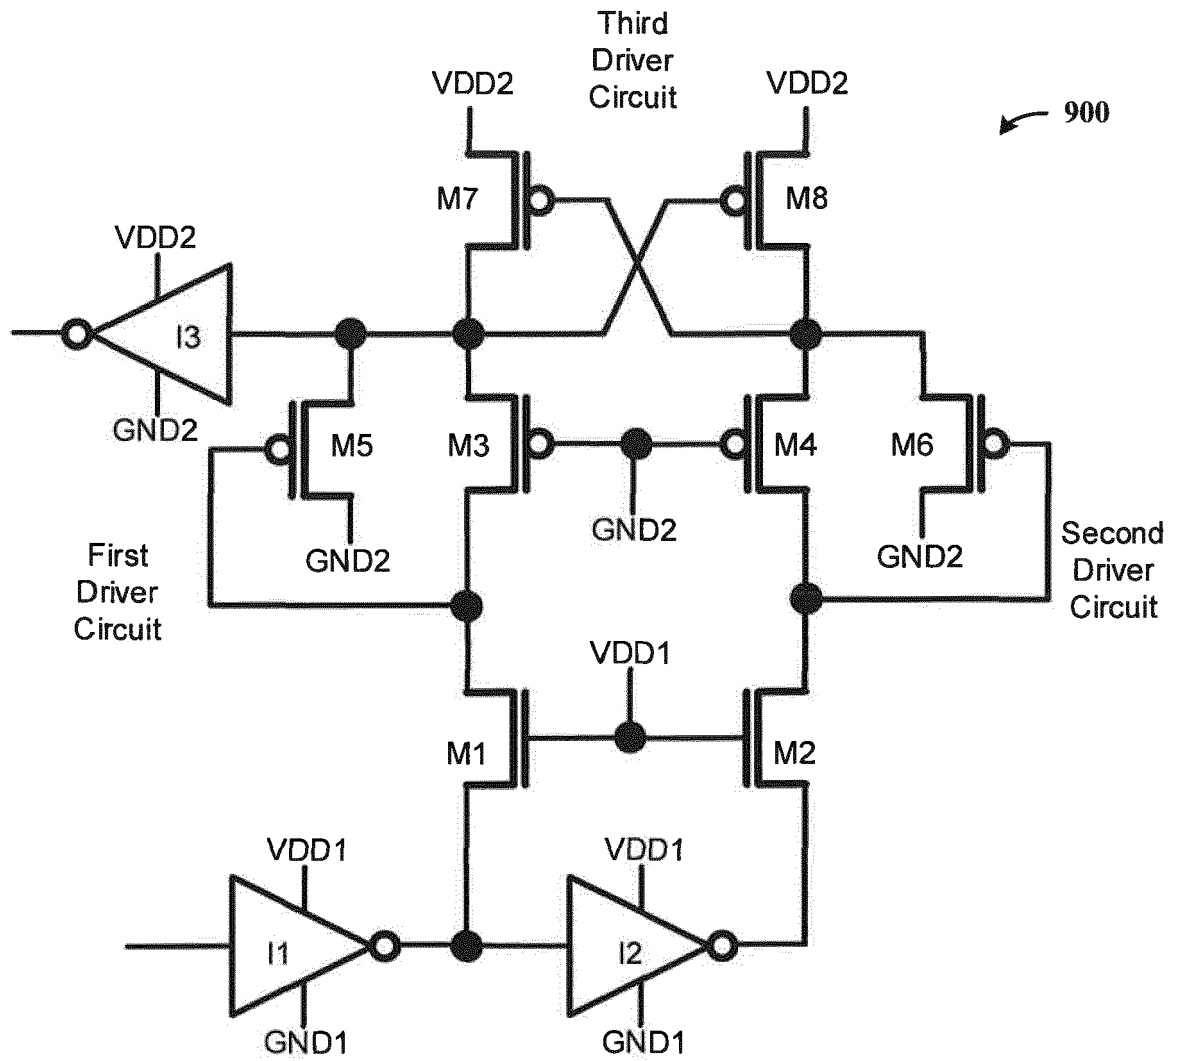 Third
Driver
Circuit
VDD2
VDD2
900
M7
M8
VDD2
I3
GND2
M5
M3
M4
M6
GND2
GND2
GND2
First
Driver
Circuit
Second
Driver
Circuit
VDD1
M1
M2
VDD1
VDD1
I1
I2
GND1
GND1